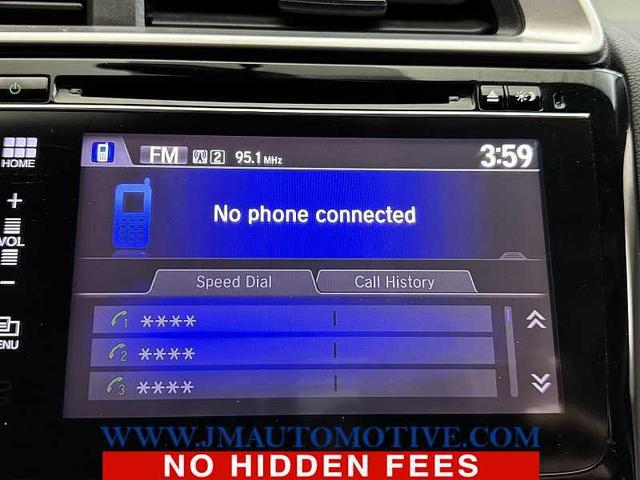 HOME
FM 2 95.1 MHz 3:59
+
VOL
−
No phone connected
Speed Dial Call History
1 ****
2 ****
3 ****
WWW.JMAUTOMOTIVE.COM
NO HIDDEN FEES